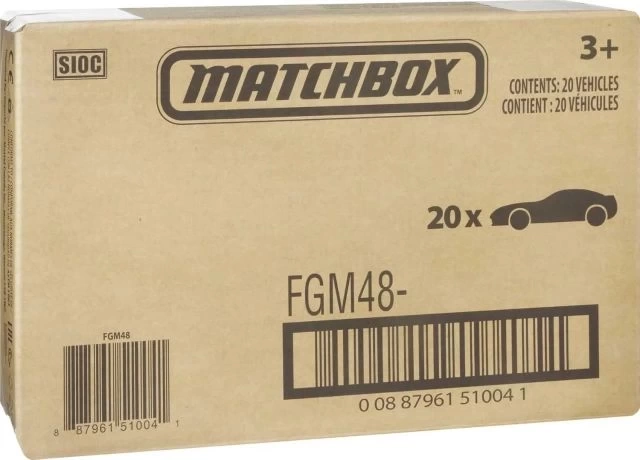 SIOC
MATCHBOX™
3+
CONTENTS: 20 VEHICLES
CONTIENT : 20 VÉHICULES
20 x
FGM48-
0 08 87961 51004 1
FGM48
8 87961 51004 1